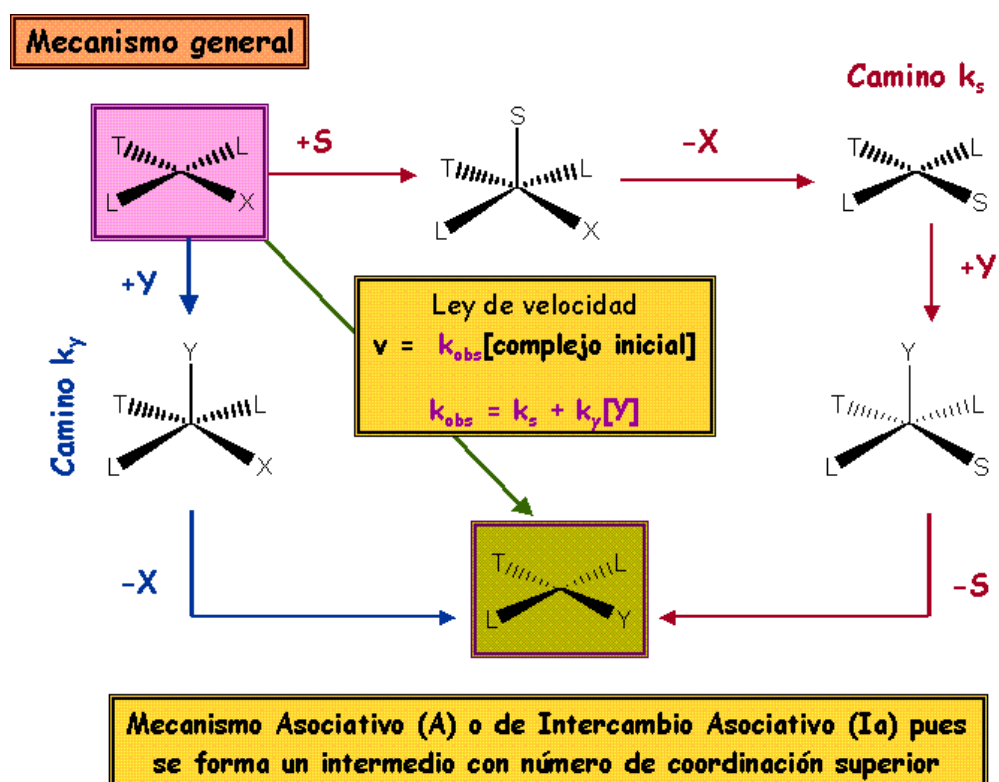 Mecanismo general
Camino kₛ
T L
L X
+S
S
T L
L X
-X
T L
L S
+Y
Camino kᵧ
Y
T L
L X
Ley de velocidad
v = kobs[complejo inicial]
kobs = ks + ky[Y]
+Y
Y
T L
L S
-X
T L
L Y
-S
Mecanismo Asociativo (A) o de Intercambio Asociativo (Ia) pues
se forma un intermedio con número de coordinación superior